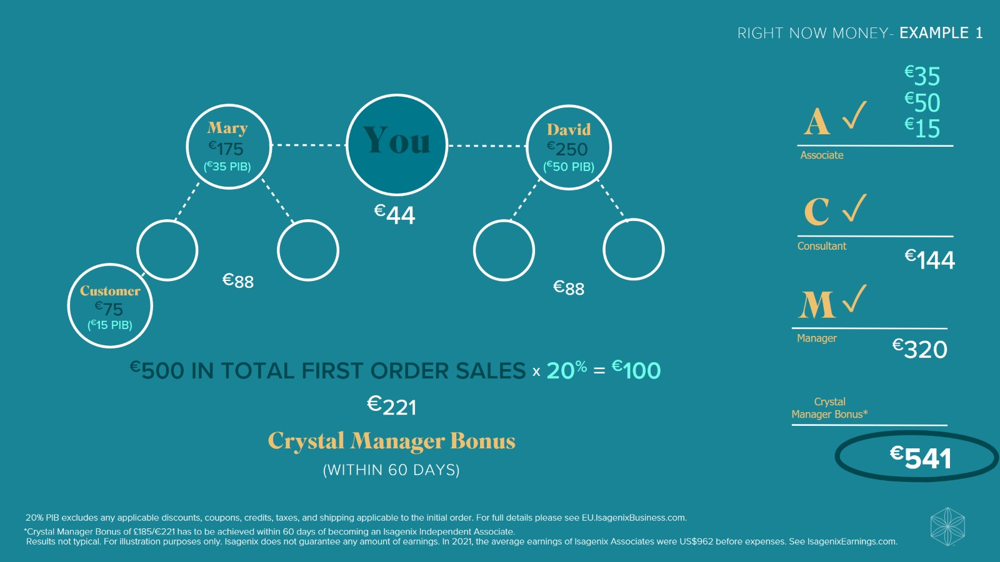 RIGHT NOW MONEY- EXAMPLE 1
Mary
€175
(€35 PIB)
You
€44
David
€250
(€50 PIB)
€88
€88
Customer
€75
(€15 PIB)
€500 IN TOTAL FIRST ORDER SALES x 20% = €100
€221
Crystal Manager Bonus
(WITHIN 60 DAYS)
€35
€50
€15
A ✓
Associate
C ✓
Consultant
€144
M ✓
Manager
€320
Crystal
Manager Bonus*
€541
20% PIB excludes any applicable discounts, coupons, credits, taxes, and shipping applicable to the initial order. For full details please see EU.IsagenixBusiness.com.
*Crystal Manager Bonus of £185/€221 has to be achieved within 60 days of becoming an Isagenix Independent Associate.
Results not typical. For illustration purposes only. Isagenix does not guarantee any amount of earnings. In 2021, the average earnings of Isagenix Associates were US$962 before expenses. See IsagenixEarnings.com.